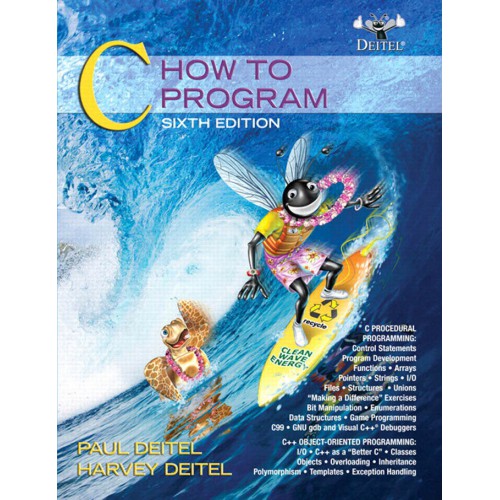 DEITEL®
C HOW TO
PROGRAM
SIXTH EDITION
recycle
CLEAN
WAVE
ENERGY
C PROCEDURAL
PROGRAMMING:
Control Statements
Program Development
Functions • Arrays
Pointers • Strings • I/O
Files • Structures • Unions
"Making a Difference" Exercises
Bit Manipulation • Enumerations
Data Structures • Game Programming
C99 • GNU gdb and Visual C++® Debuggers
C++ OBJECT-ORIENTED PROGRAMMING:
I/O • C++ as a "Better C" • Classes
Objects • Overloading • Inheritance
Polymorphism • Templates • Exception Handling
PAUL DEITEL
HARVEY DEITEL